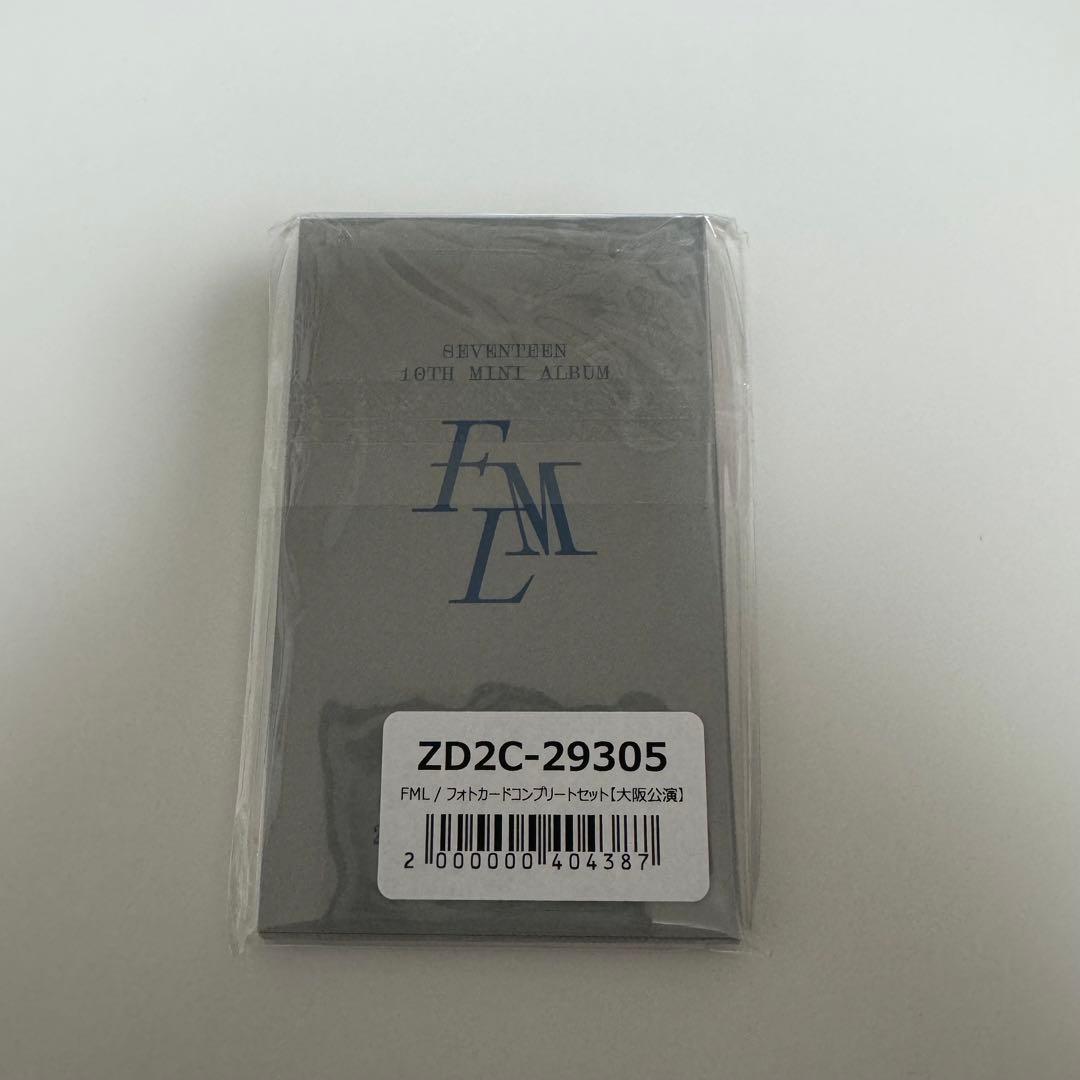 SEVENTEEN
10TH MINI ALBUM
FML
ZD2C-29305
FML / フォトカードコンプリートセット【大阪公演】
2 000000 404387